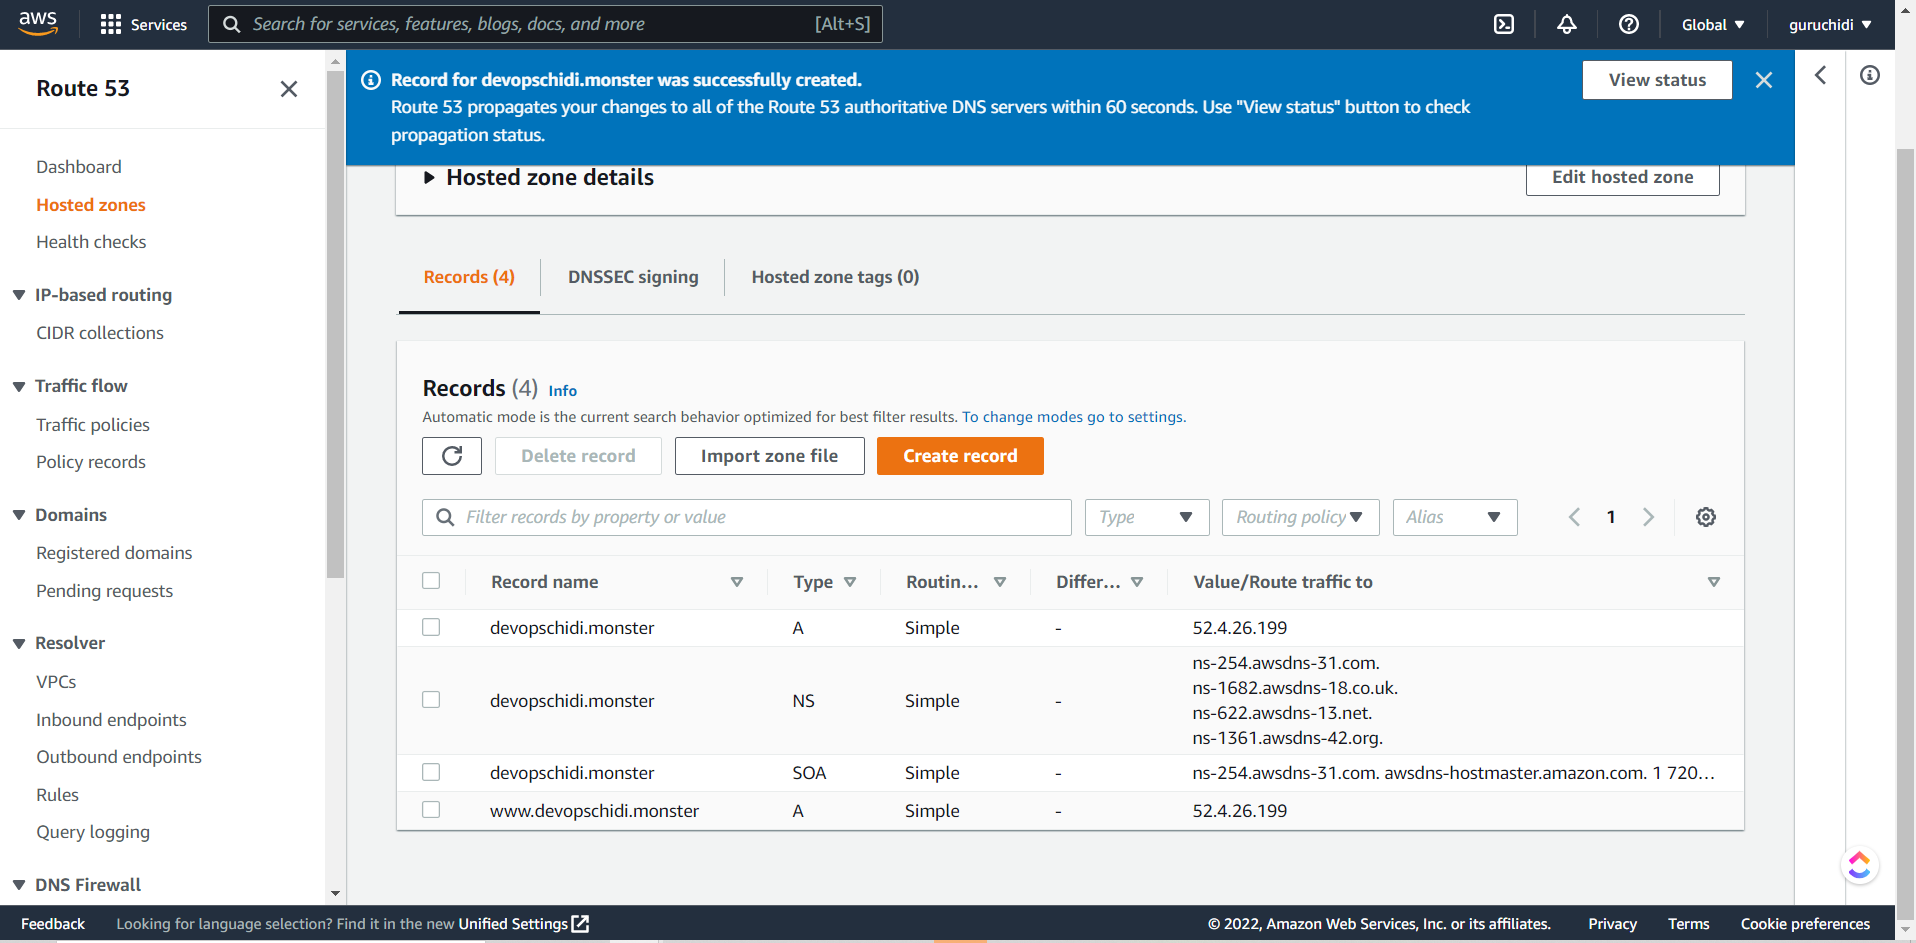 aws
Services
Search for services, features, blogs, docs, and more [Alt+S]
Global
guruchidi
Route 53
Dashboard
Hosted zones
Health checks
IP-based routing
CIDR collections
Traffic flow
Traffic policies
Policy records
Domains
Registered domains
Pending requests
Resolver
VPCs
Inbound endpoints
Outbound endpoints
Rules
Query logging
DNS Firewall
Record for devopschidi.monster was successfully created.
Route 53 propagates your changes to all of the Route 53 authoritative DNS servers within 60 seconds. Use "View status" button to check
propagation status.
View status
Hosted zone details
Edit hosted zone
Records (4)
DNSSEC signing
Hosted zone tags (0)
Records (4) Info
Automatic mode is the current search behavior optimized for best filter results. To change modes go to settings.
Delete record
Import zone file
Create record
Filter records by property or value
Type
Routing policy
Alias
1
Record name Type Routin... Differ... Value/Route traffic to
devopschidi.monster A Simple - 52.4.26.199
devopschidi.monster NS Simple - ns-254.awsdns-31.com.
ns-1682.awsdns-18.co.uk.
ns-622.awsdns-13.net.
ns-1361.awsdns-42.org.
devopschidi.monster SOA Simple - ns-254.awsdns-31.com. awsdns-hostmaster.amazon.com. 1 720...
www.devopschidi.monster A Simple - 52.4.26.199
Feedback
Looking for language selection? Find it in the new Unified Settings
© 2022, Amazon Web Services, Inc. or its affiliates.
Privacy
Terms
Cookie preferences